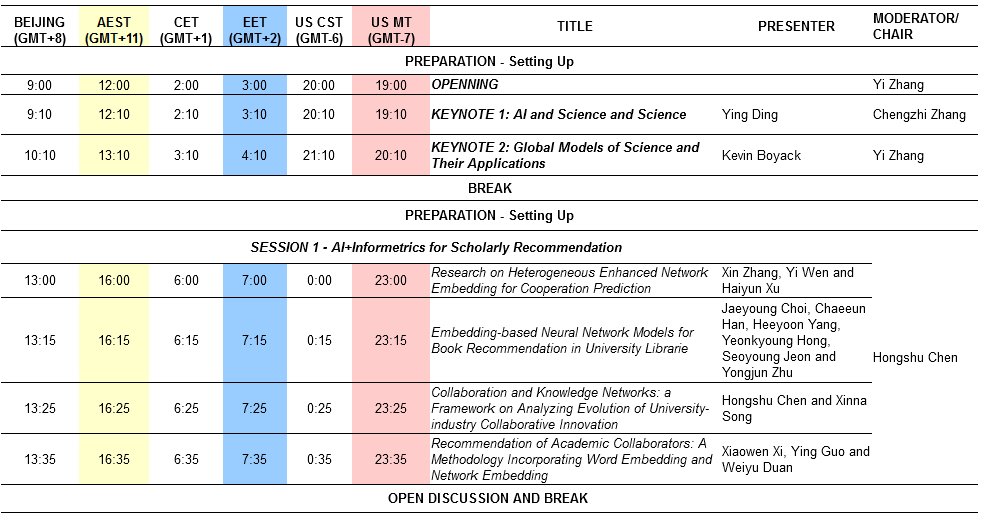 BEIJING (GMT+8) AEST (GMT+11) CET (GMT+1) EET (GMT+2) US CST (GMT-6) US MT (GMT-7) TITLE PRESENTER MODERATOR/ CHAIR
PREPARATION - Setting Up
9:00 12:00 2:00 3:00 20:00 19:00 OPENNING Yi Zhang
9:10 12:10 2:10 3:10 20:10 19:10 KEYNOTE 1: AI and Science and Science Ying Ding Chengzhi Zhang
10:10 13:10 3:10 4:10 21:10 20:10 KEYNOTE 2: Global Models of Science and Their Applications Kevin Boyack Yi Zhang
BREAK
PREPARATION - Setting Up
SESSION 1 - AI+Informetrics for Scholarly Recommendation
13:00 16:00 6:00 7:00 0:00 23:00 Research on Heterogeneous Enhanced Network Embedding for Cooperation Prediction Xin Zhang, Yi Wen and Haiyun Xu
13:15 16:15 6:15 7:15 0:15 23:15 Embedding-based Neural Network Models for Book Recommendation in University Librarie Jaeyoung Choi, Chaeeun Han, Heeyoon Yang, Yeonkyoung Hong, Seoyoung Jeon and Yongjun Zhu
Hongshu Chen
13:25 16:25 6:25 7:25 0:25 23:25 Collaboration and Knowledge Networks: a Framework on Analyzing Evolution of University-industry Collaborative Innovation Hongshu Chen and Xinna Song
13:35 16:35 6:35 7:35 0:35 23:35 Recommendation of Academic Collaborators: A Methodology Incorporating Word Embedding and Network Embedding Xiaowen Xi, Ying Guo and Weiyu Duan
OPEN DISCUSSION AND BREAK